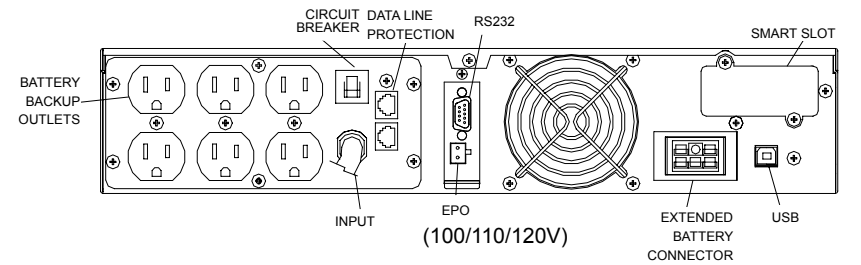 CIRCUIT
BREAKER
DATA LINE
PROTECTION
RS232
SMART SLOT
BATTERY
BACKUP
OUTLETS
INPUT
EPO
(100/110/120V)
EXTENDED
BATTERY
CONNECTOR
USB